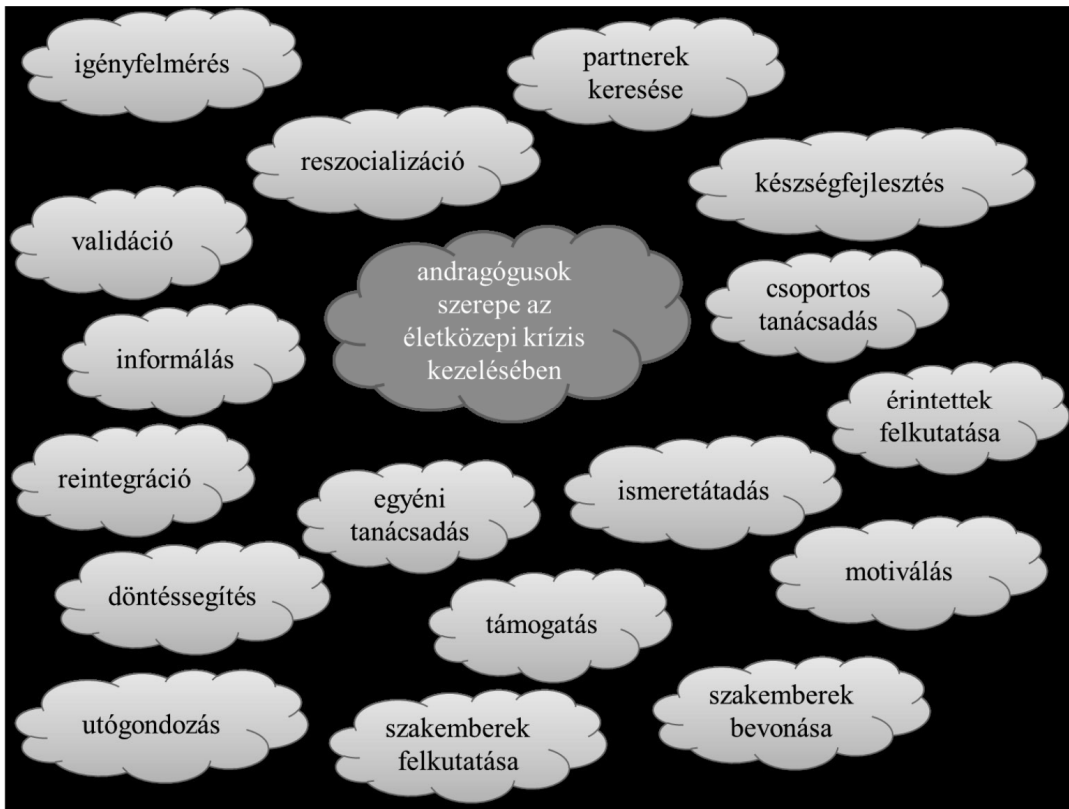 igényfelmérés
partnerek
keresése
reszocializáció
készségfejlesztés
validáció
andragógusok
szerepe az
életközepi krízis
kezelésében
csoportos
tanácsadás
informálás
érintettek
felkutatása
reintegráció
egyéni
tanácsadás
ismeretátadás
motiválás
döntéssegítés
támogatás
utógondozás
szakemberek
felkutatása
szakemberek
bevonása